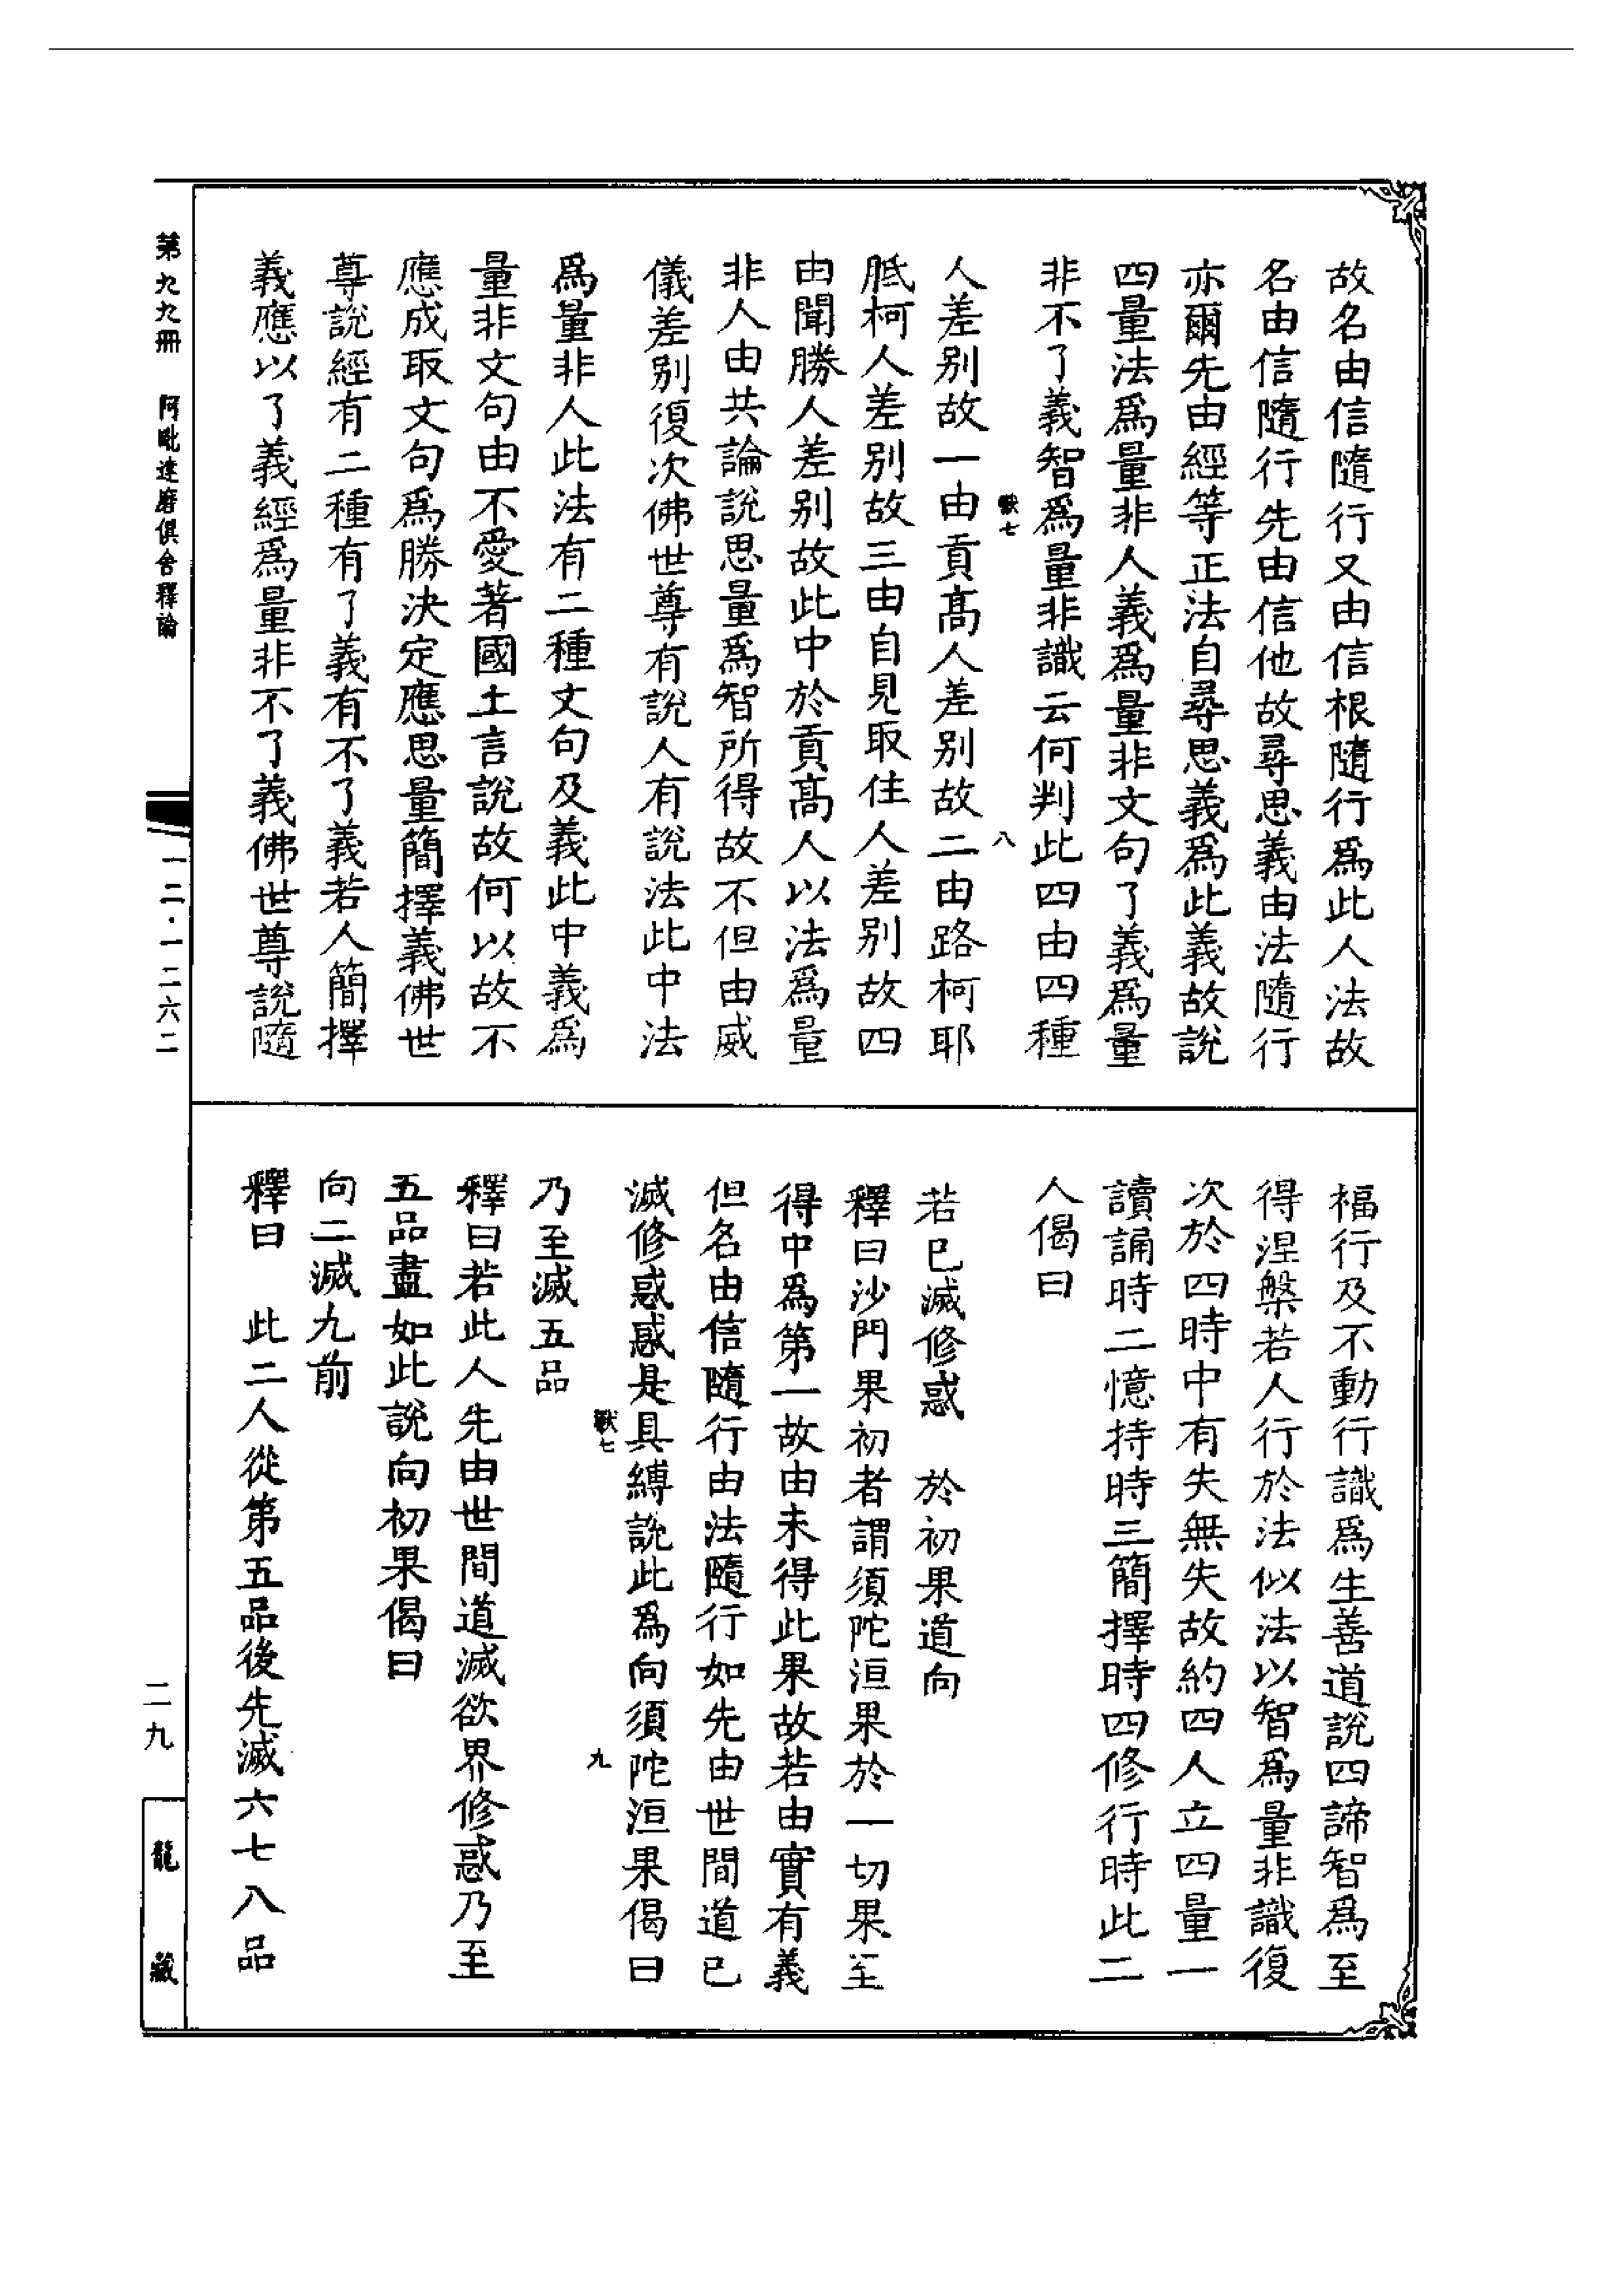 故名由信隨行又由信根隨行爲此人法故
名由信隨行先由信他故尋思義由法隨行
亦爾先由經等正法自尋思義爲此義故說
四量法爲量非人義爲量非文句了義爲量
非不了義智爲量非識云何判此四由四種
八
人差別故一由貢高人差別故二由路柯耶
胝柯人差別故三由自見取住人差別故四
由聞勝人差別故此中於貢高人以法爲量
非人由共論說思量爲智所得故不但由威
儀差別復次佛世尊有說人有說法此中法
爲量非人此法有二種文句及義此中義爲
量非文句由不愛著國土言說故何以故不
應成取文句爲勝決定應思量簡擇義佛世
尊說經有二種有了義有不了義若人簡擇
義應以了義經爲量非不了義佛世尊說隨
福行及不動行識爲生善道說四諦智爲至
得涅槃若人行於法似法以智爲量非識復
次於四時中有失無失故約四人立四量一
讀誦時二憶持時三簡擇時四修行時此二
人偈曰
若已滅修惑　於初果道向
釋曰沙門果初者謂須陀洹果於一切果至
得中爲第一故由未得此果故若由實有義
但名由信隨行由法隨行如先由世間道已
滅修惑惑是具縛說此爲向須陀洹果偈曰
九
乃至滅五品
釋曰若此人先由世間道滅欲界修惑乃至
五品盡如此說向初果偈曰
向二滅九前
釋曰　此二人從第五品後先滅六七八品
第九九冊　阿毗達磨俱舍釋論
一二·一二六二
二九
龍藏